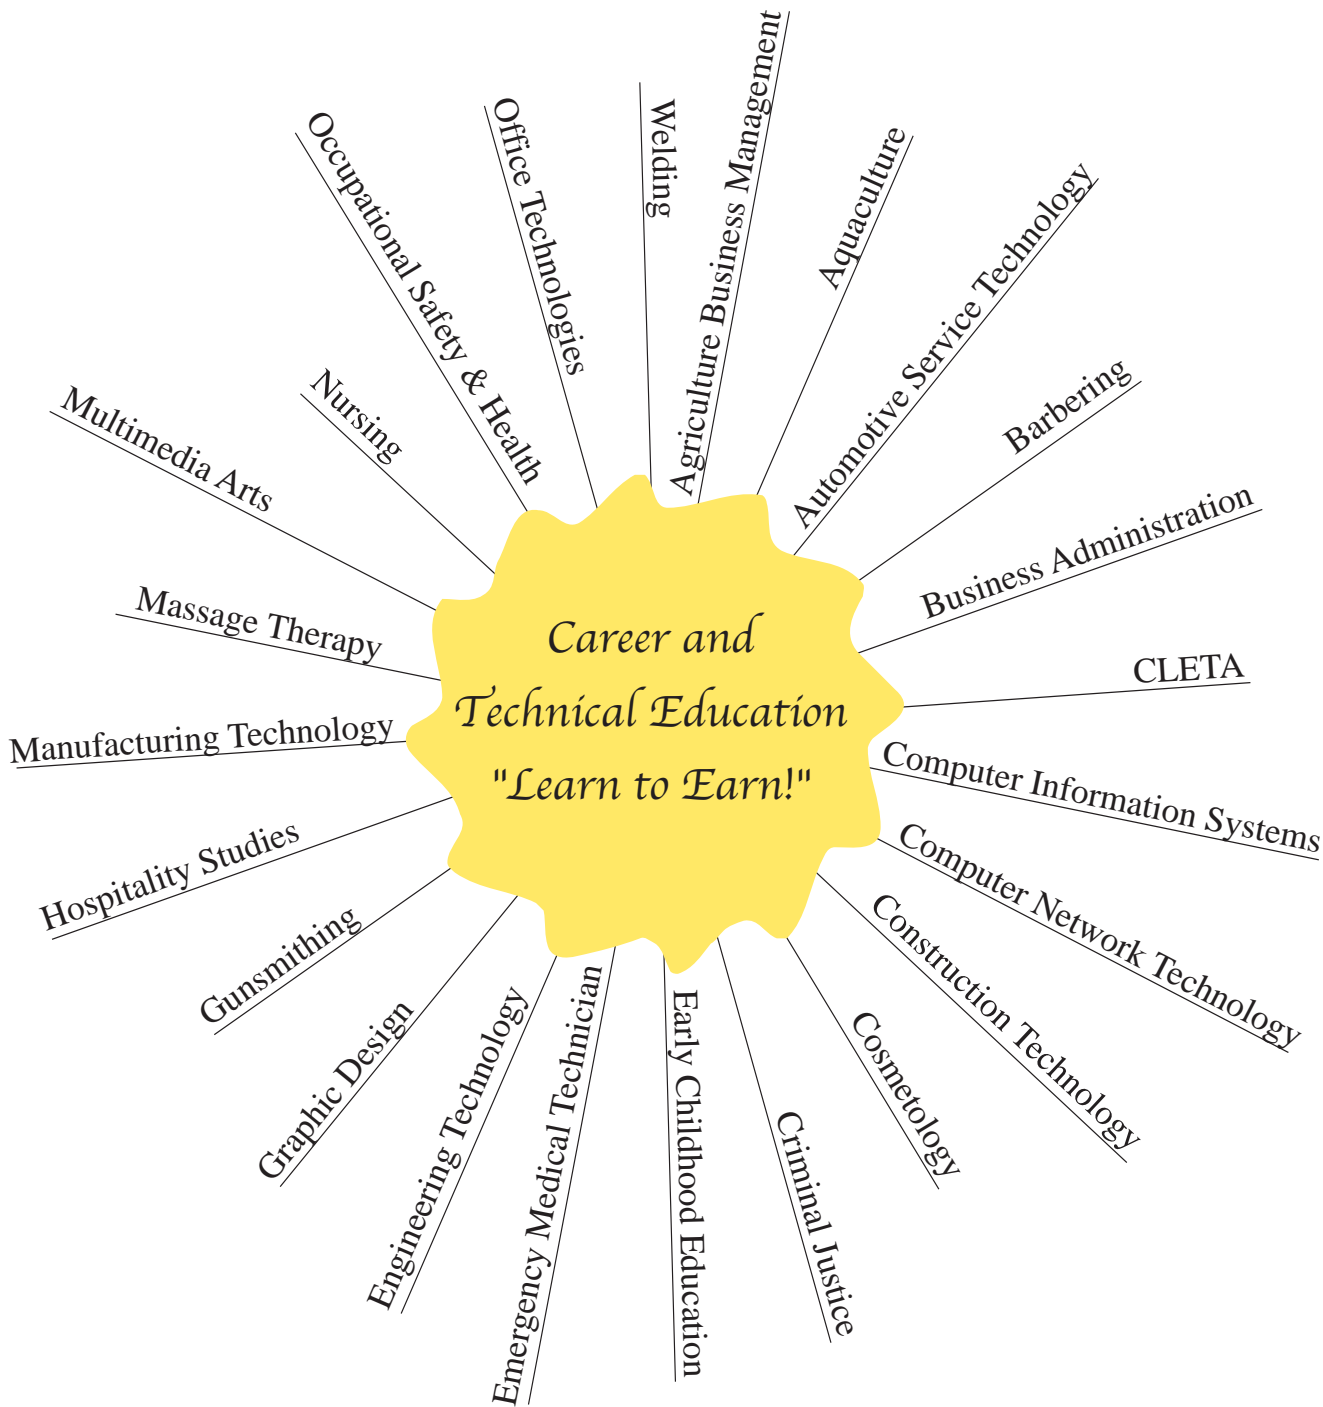 Career and
Technical Education
"Learn to Earn!"
Agriculture Business Management
Aquaculture
Automotive Service Technology
Barbering
Business Administration
CLETA
Computer Information Systems
Computer Network Technology
Construction Technology
Cosmetology
Criminal Justice
Early Childhood Education
Emergency Medical Technician
Engineering Technology
Graphic Design
Gunsmithing
Hospitality Studies
Manufacturing Technology
Massage Therapy
Multimedia Arts
Nursing
Occupational Safety & Health
Office Technologies
Welding